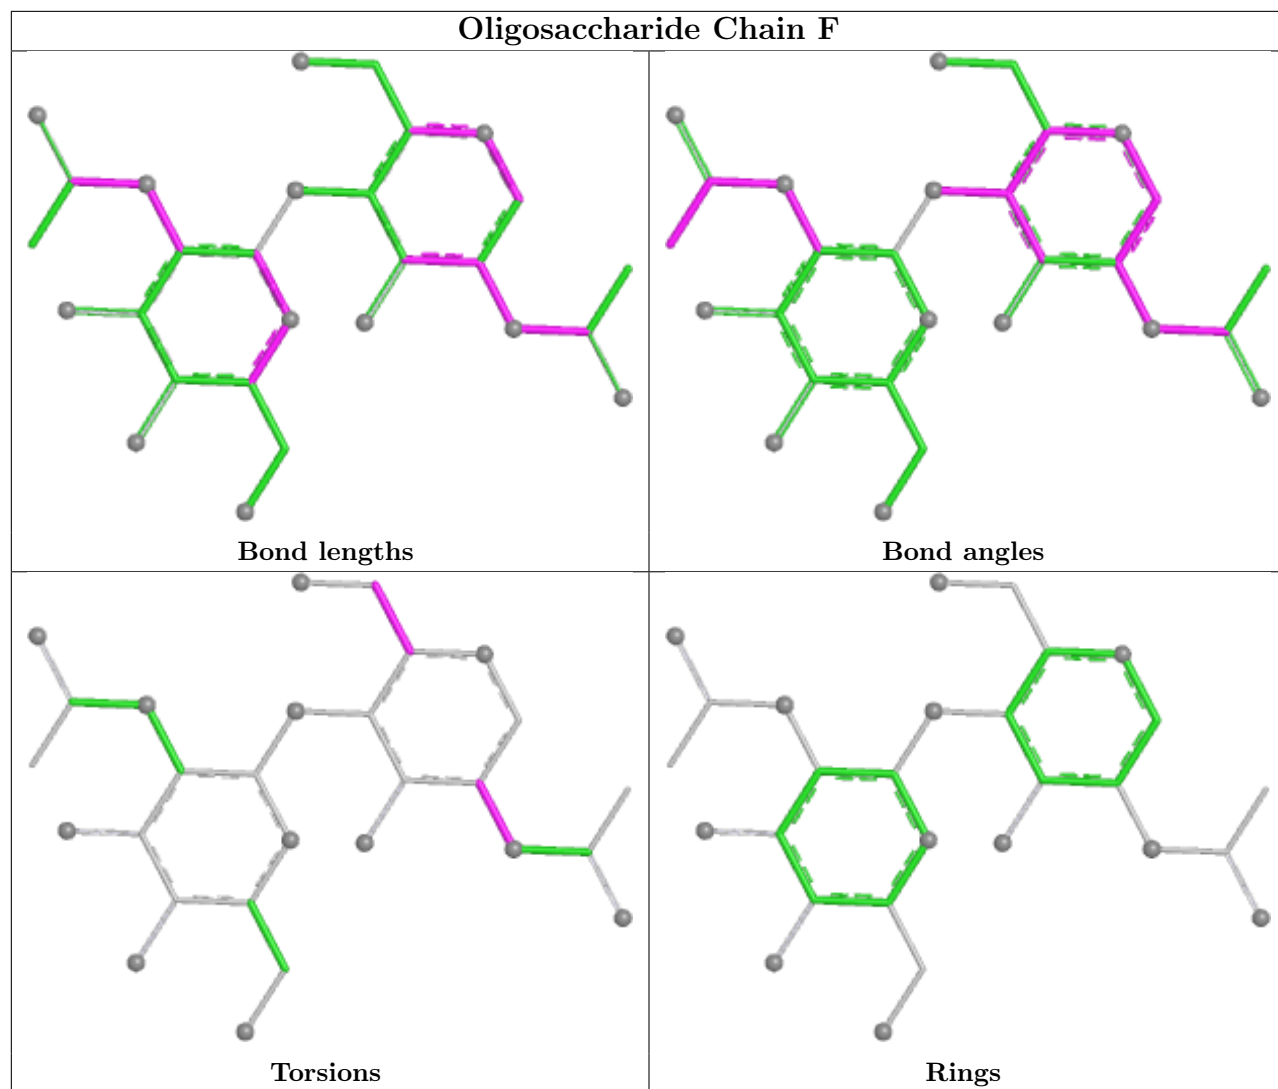 Oligosaccharide Chain F
Bond lengths
Bond angles
Torsions
Rings